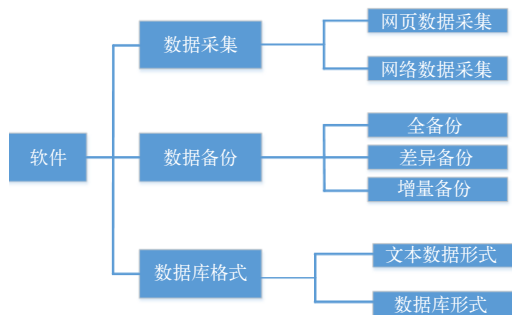 软件
数据采集
网页数据采集
网络数据采集
数据备份
全备份
差异备份
增量备份
数据库格式
文本数据形式
数据库形式